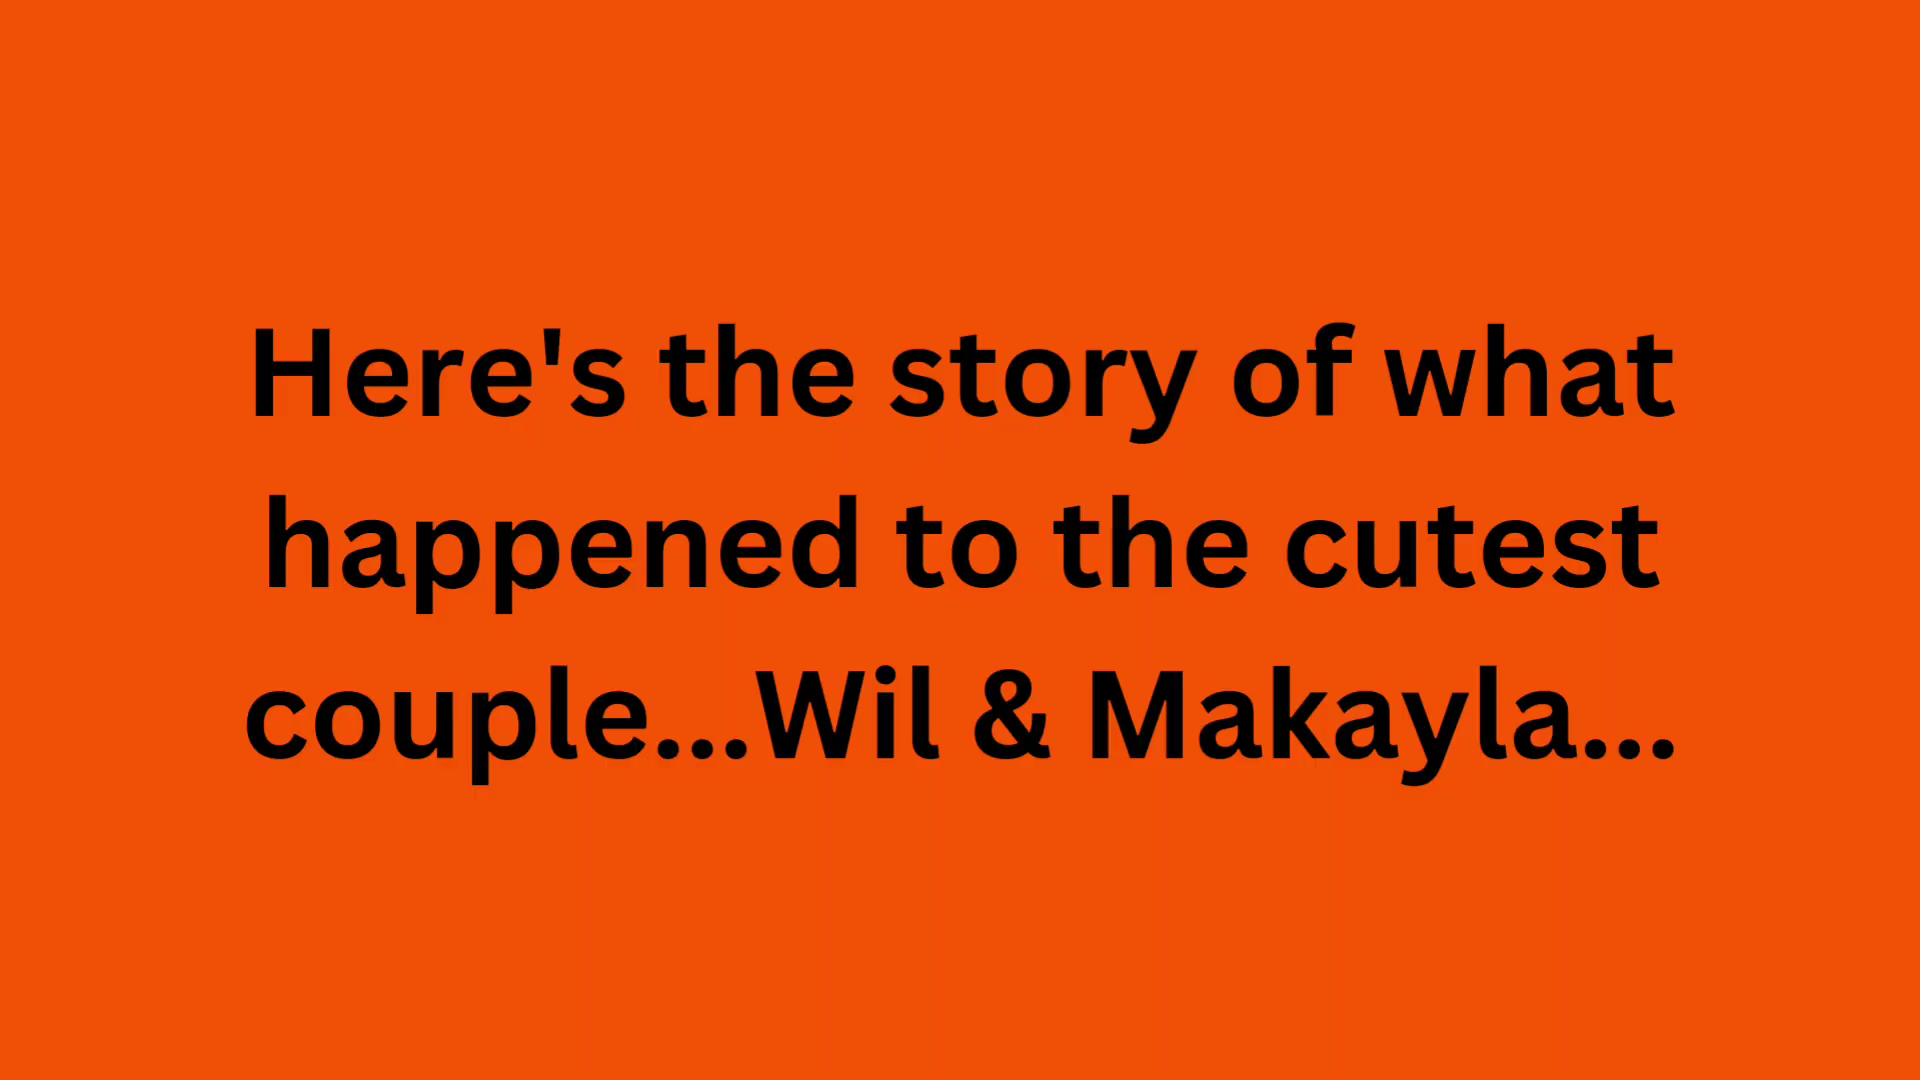 Here's the story of what
happened to the cutest
couple...Wil & Makayla...